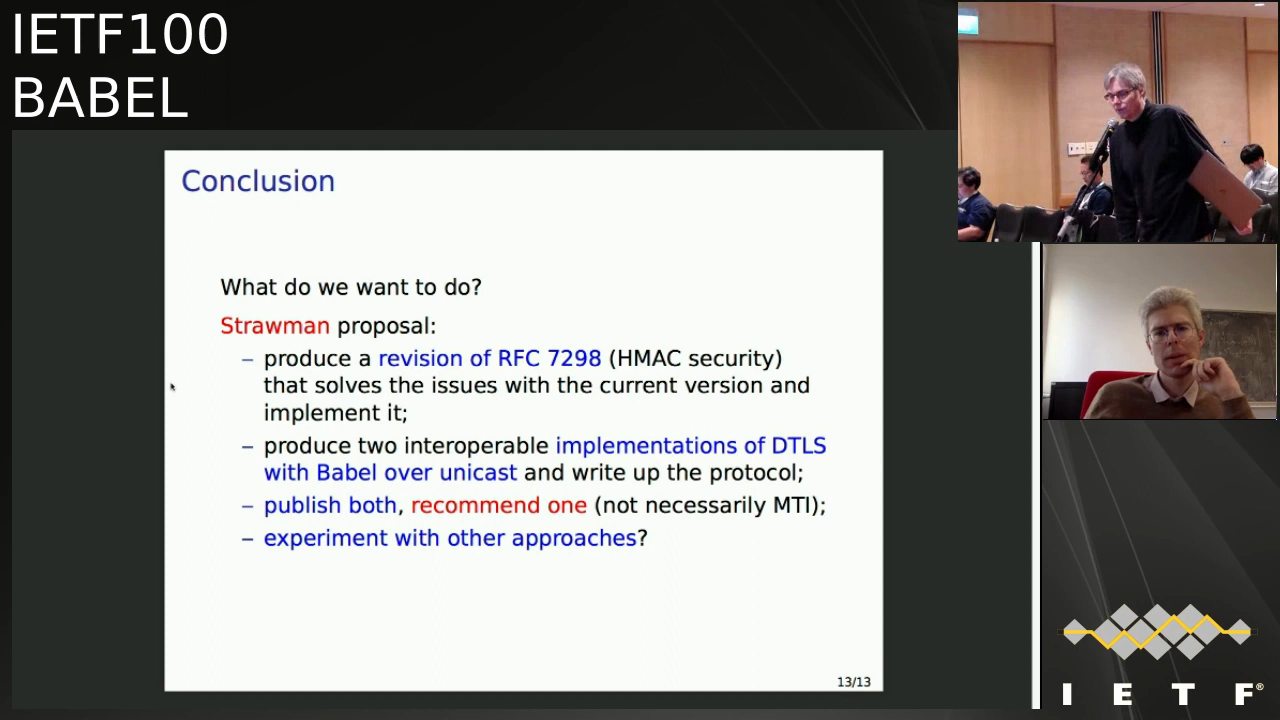 IETF100
BABEL
Conclusion
What do we want to do?
Strawman proposal:
– produce a revision of RFC 7298 (HMAC security)
that solves the issues with the current version and
implement it;
– produce two interoperable implementations of DTLS
with Babel over unicast and write up the protocol;
– publish both, recommend one (not necessarily MTI);
– experiment with other approaches?
13/13
I E T F®